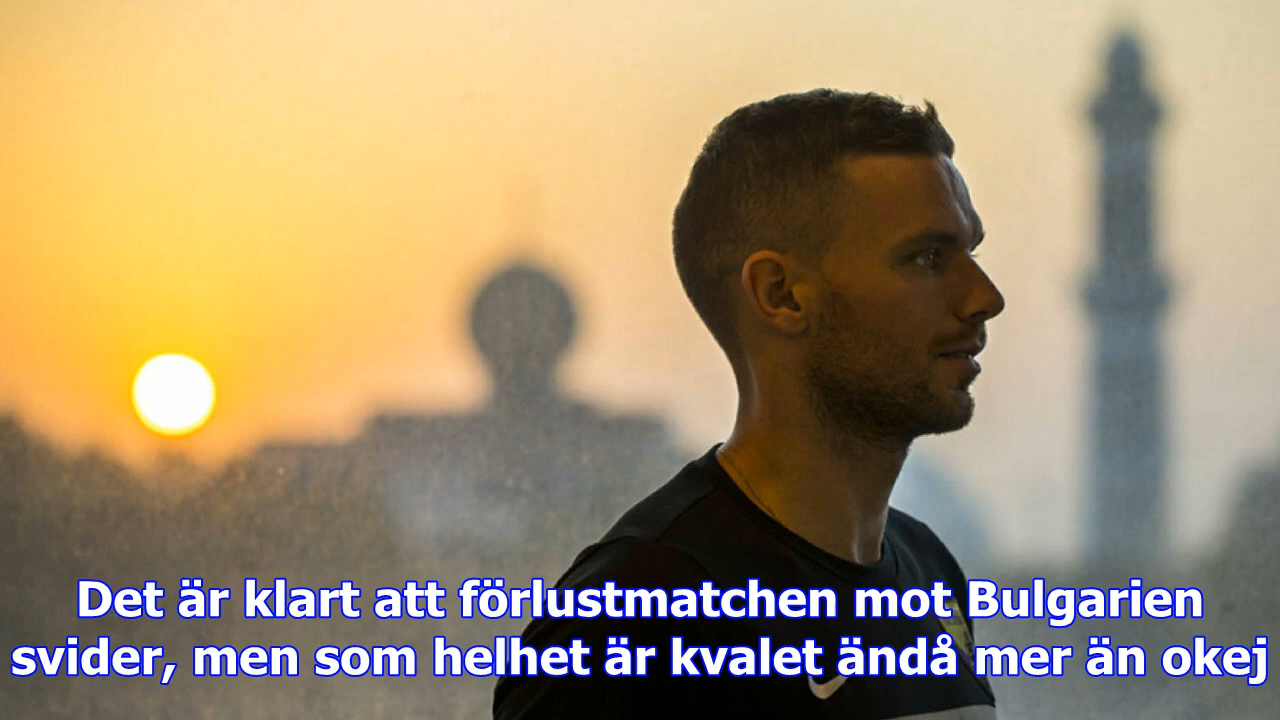 Det är klart att förlustmatchen mot Bulgarien
svider, men som helhet är kvalet ändå mer än okej